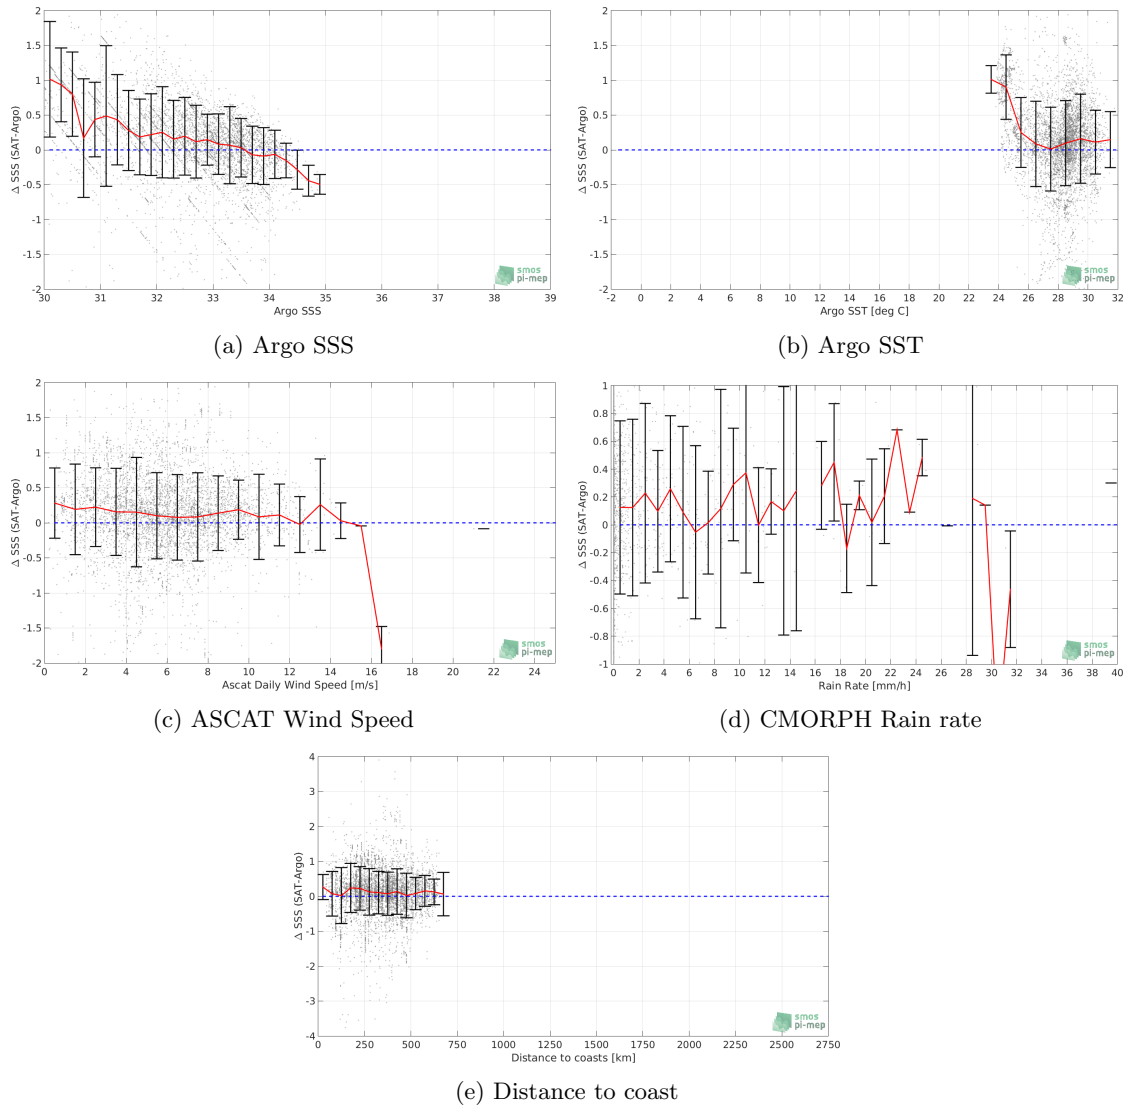 2
1.5
1
0.5
0
-0.5
-1
-1.5
-2
Δ SSS (SAT-Argo)
30 31 32 33 34 35 36 37 38 39
Argo SSS
smos
pi-mep
(a) Argo SSS
2
1.5
1
0.5
0
-0.5
-1
-1.5
-2
Δ SSS (SAT-Argo)
-2 0 2 4 6 8 10 12 14 16 18 20 22 24 26 28 30 32
Argo SST [deg C]
smos
pi-mep
(b) Argo SST
2
1.5
1
0.5
0
-0.5
-1
-1.5
-2
Δ SSS (SAT-Argo)
0 2 4 6 8 10 12 14 16 18 20 22 24
Ascat Daily Wind Speed [m/s]
smos
pi-mep
(c) ASCAT Wind Speed
1
0.8
0.6
0.4
0.2
0
-0.2
-0.4
-0.6
-0.8
-1
Δ SSS (SAT-Argo)
0 2 4 6 8 10 12 14 16 18 20 22 24 26 28 30 32 34 36 38 40
Rain Rate [mm/h]
smos
pi-mep
(d) CMORPH Rain rate
4
3
2
1
0
-1
-2
-3
-4
Δ SSS (SAT-Argo)
0 250 500 750 1000 1250 1500 1750 2000 2250 2500 2750
Distance to coasts [km]
smos
pi-mep
(e) Distance to coast